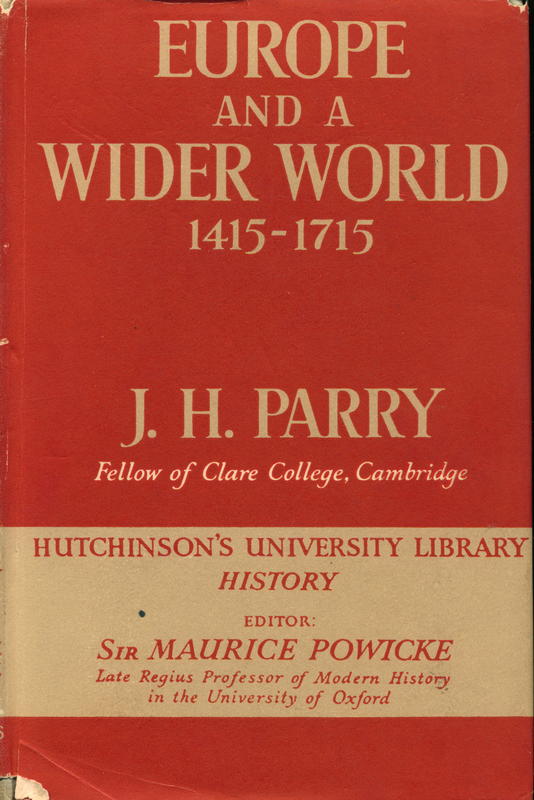 EUROPE
AND A
WIDER WORLD
1415-1715
J. H. PARRY
Fellow of Clare College, Cambridge
HUTCHINSON'S UNIVERSITY LIBRARY
HISTORY
EDITOR:
SIR MAURICE POWICKE
Late Regius Professor of Modern History
in the University of Oxford